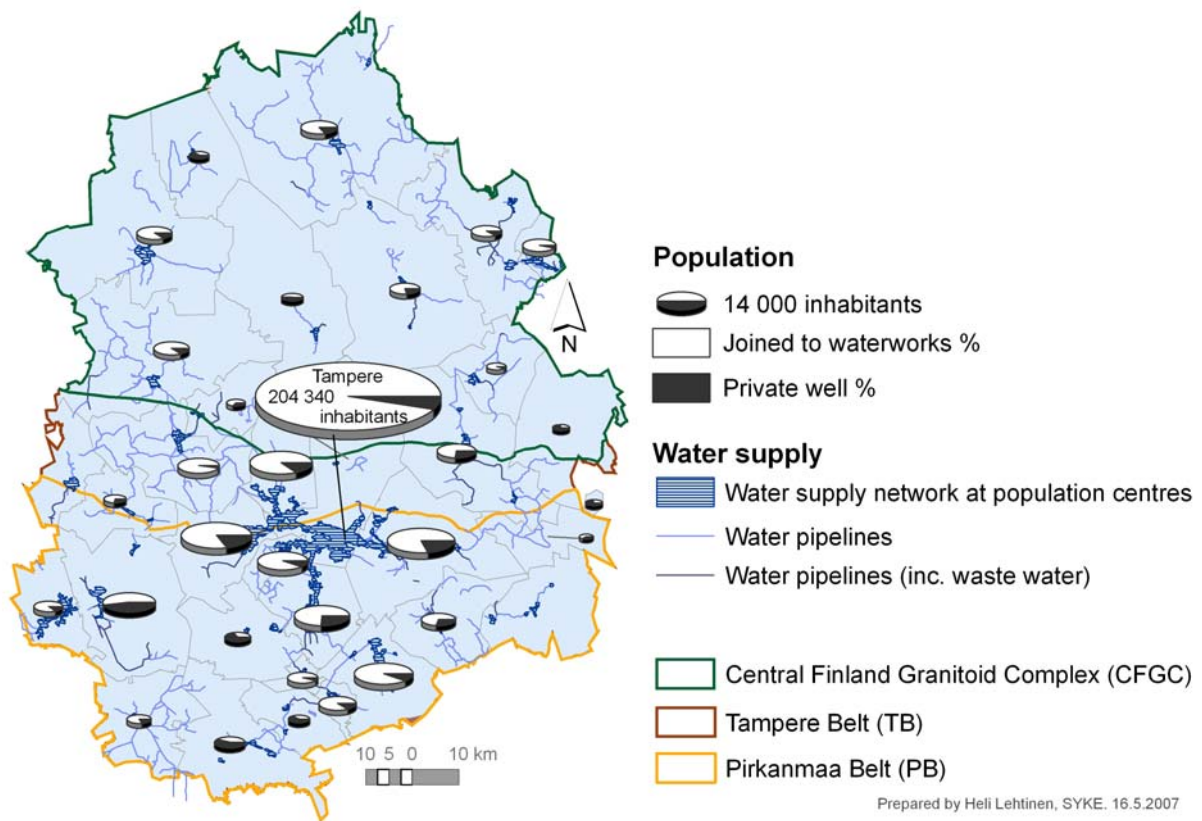 Tampere
204 340
inhabitants
N
10 5 0 10 km
Population
14 000 inhabitants
Joined to waterworks %
Private well %
Water supply
Water supply network at population centres
Water pipelines
Water pipelines (inc. waste water)
Central Finland Granitoid Complex (CFGC)
Tampere Belt (TB)
Pirkanmaa Belt (PB)
Prepared by Heli Lehtinen, SYKE. 16.5.2007